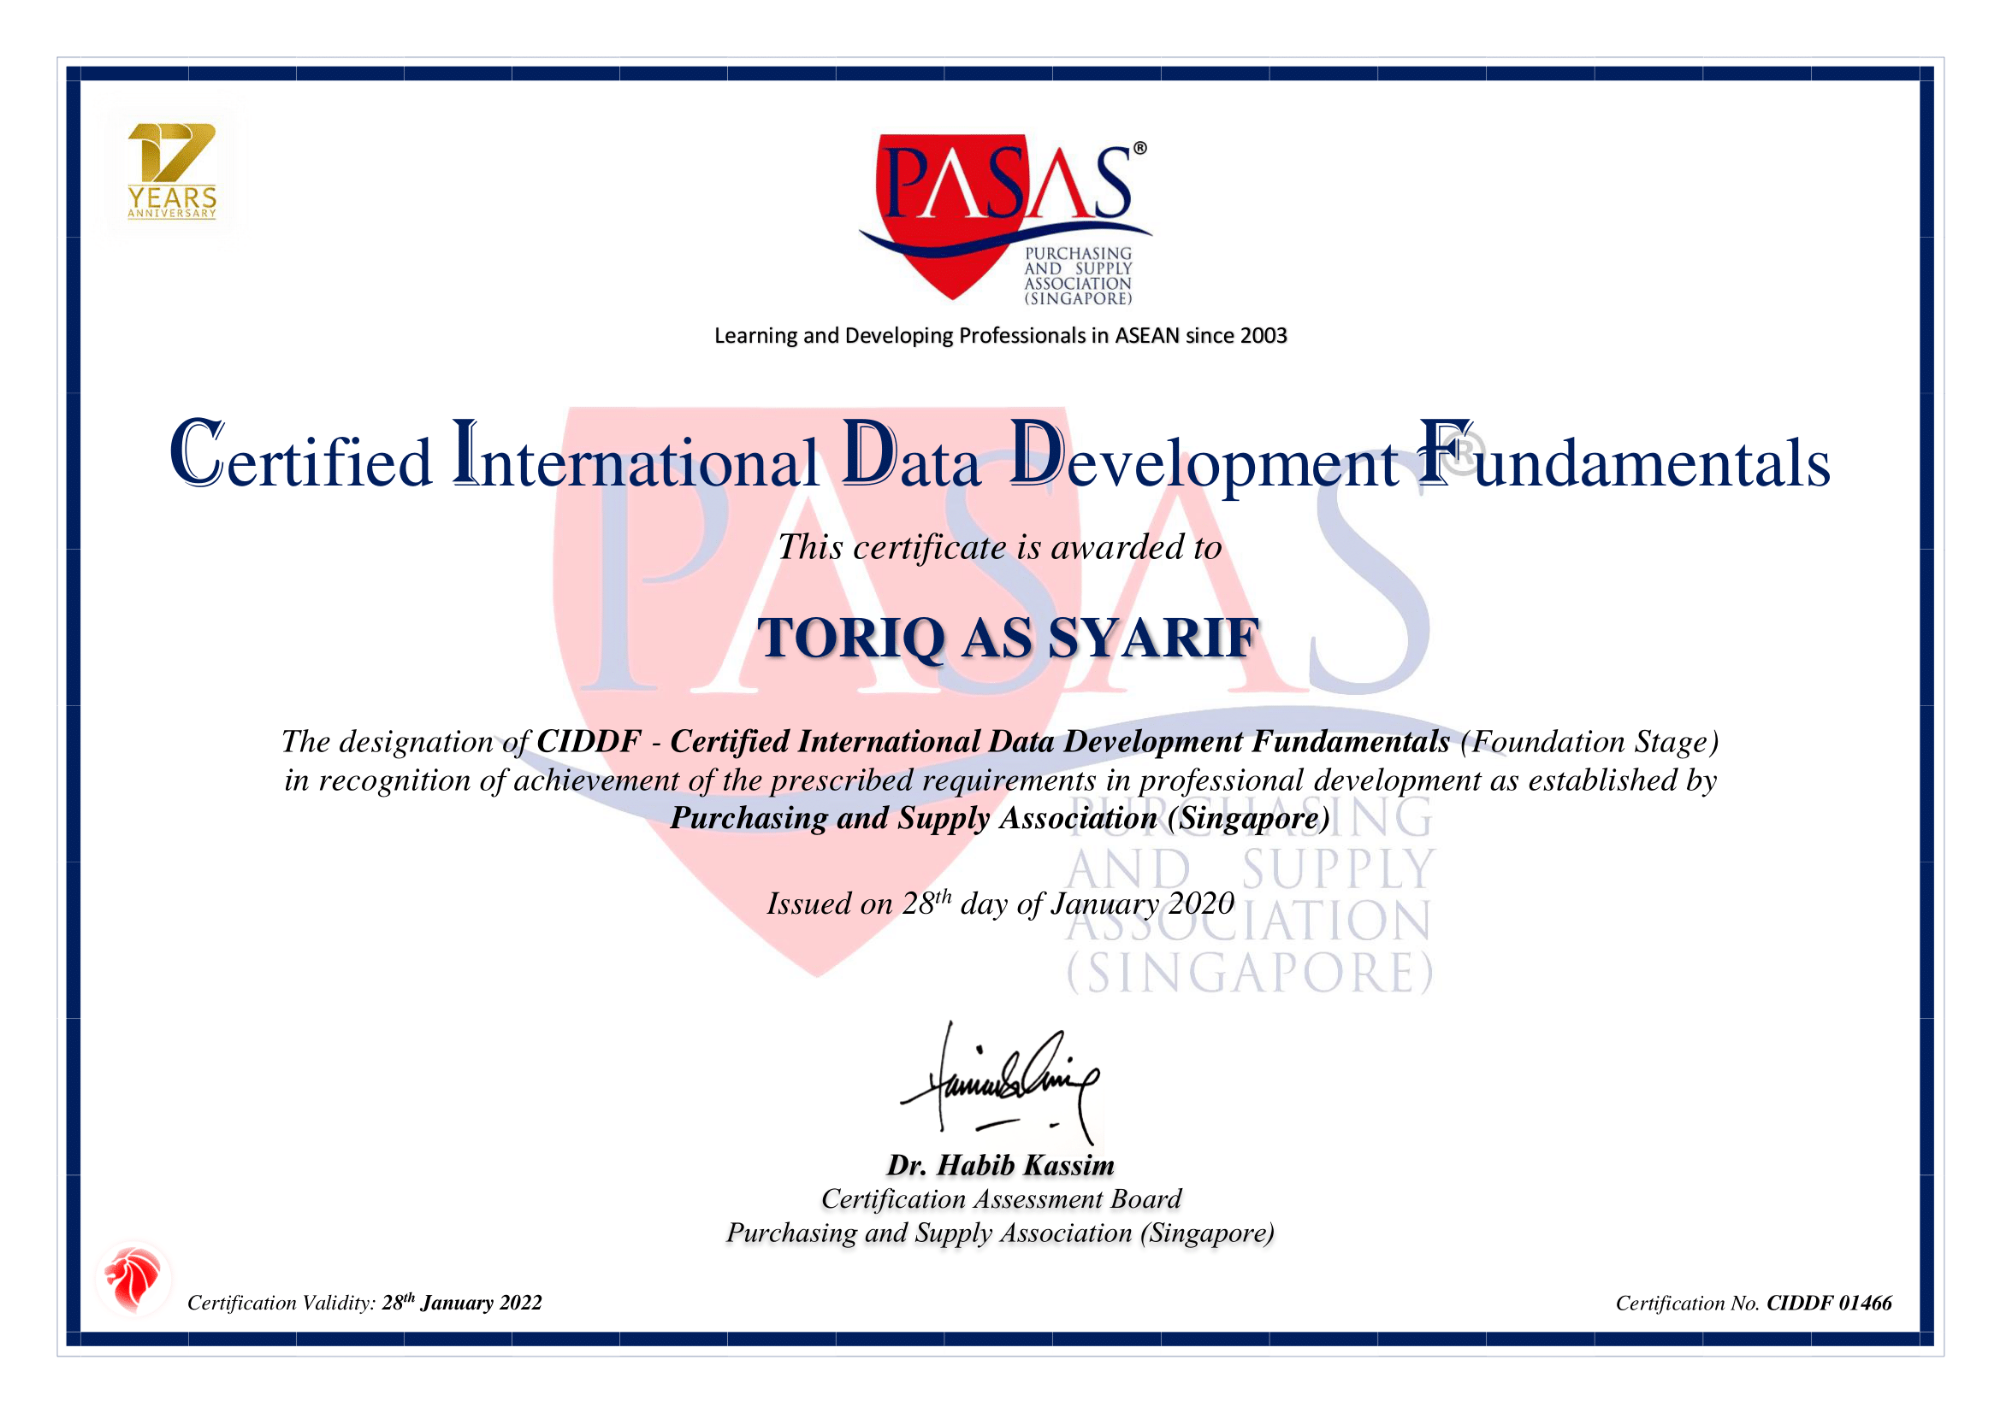 17
YEARS
ANNIVERSARY
PASAS®
PURCHASING
AND SUPPLY
ASSOCIATION
(SINGAPORE)
Learning and Developing Professionals in ASEAN since 2003
Certified International Data Development Fundamentals
This certificate is awarded to
TORIQ AS SYARIF
The designation of CIDDF - Certified International Data Development Fundamentals (Foundation Stage)
in recognition of achievement of the prescribed requirements in professional development as established by
Purchasing and Supply Association (Singapore)
Issued on 28th day of January 2020
PASAS®
PURCHASING
AND SUPPLY
ASSOCIATION
(SINGAPORE)
Dr. Habib Kassim
Certification Assessment Board
Purchasing and Supply Association (Singapore)
Certification Validity: 28th January 2022
Certification No. CIDDF 01466